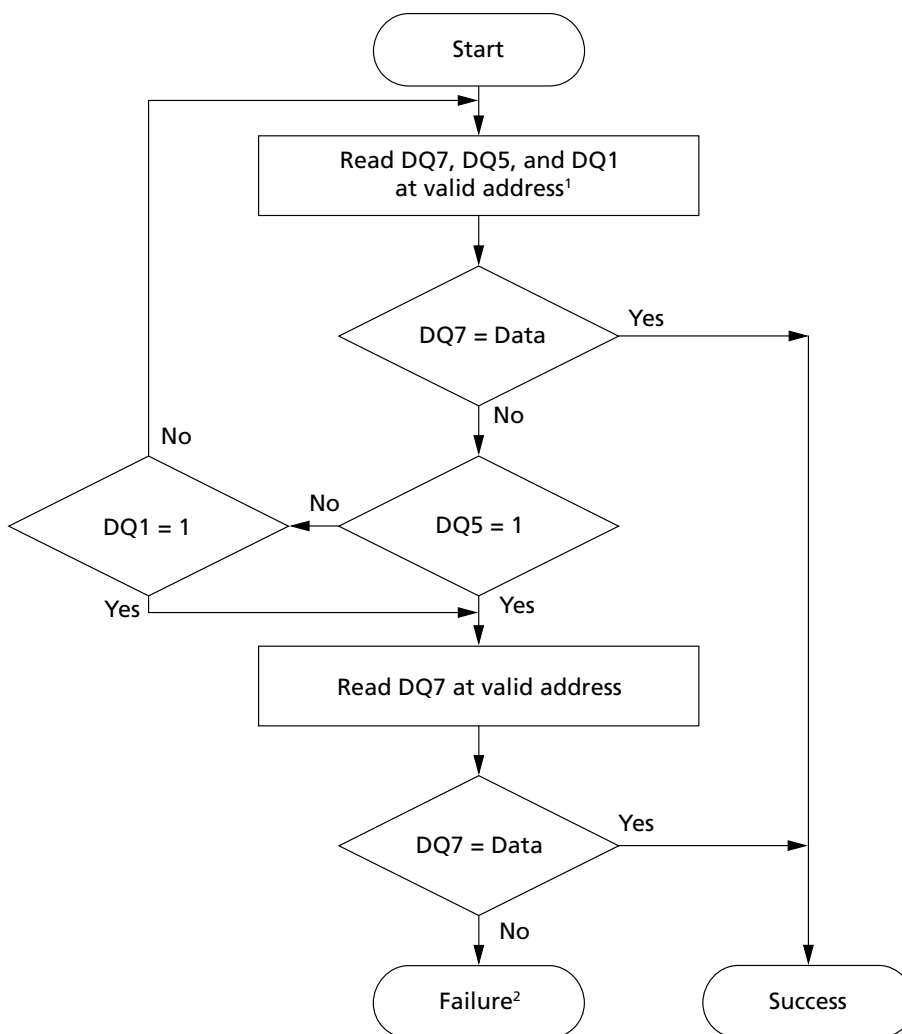 Start
Read DQ7, DQ5, and DQ1
at valid address¹
DQ7 = Data
Yes
No
DQ5 = 1
No
DQ1 = 1
No
Yes
Yes
Read DQ7 at valid address
DQ7 = Data
Yes
No
Failure²
Success